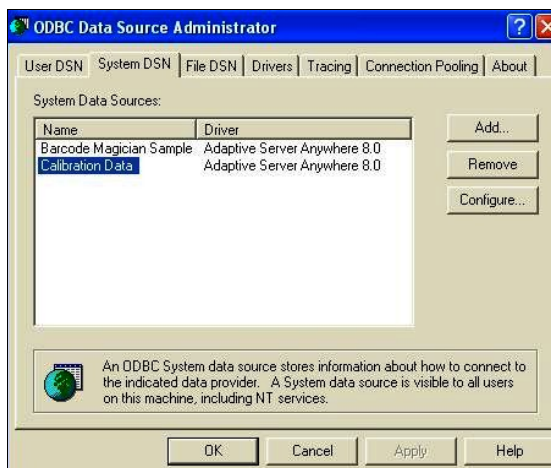 ODBC Data Source Administrator
User DSN System DSN File DSN Drivers Tracing Connection Pooling About
System Data Sources:
Name Driver
Barcode Magician Sample Adaptive Server Anywhere 8.0
Calibration Data Adaptive Server Anywhere 8.0
Add...
Remove
Configure...
An ODBC System data source stores information about how to connect to
the indicated data provider. A System data source is visible to all users
on this machine, including NT services.
OK Cancel Apply Help